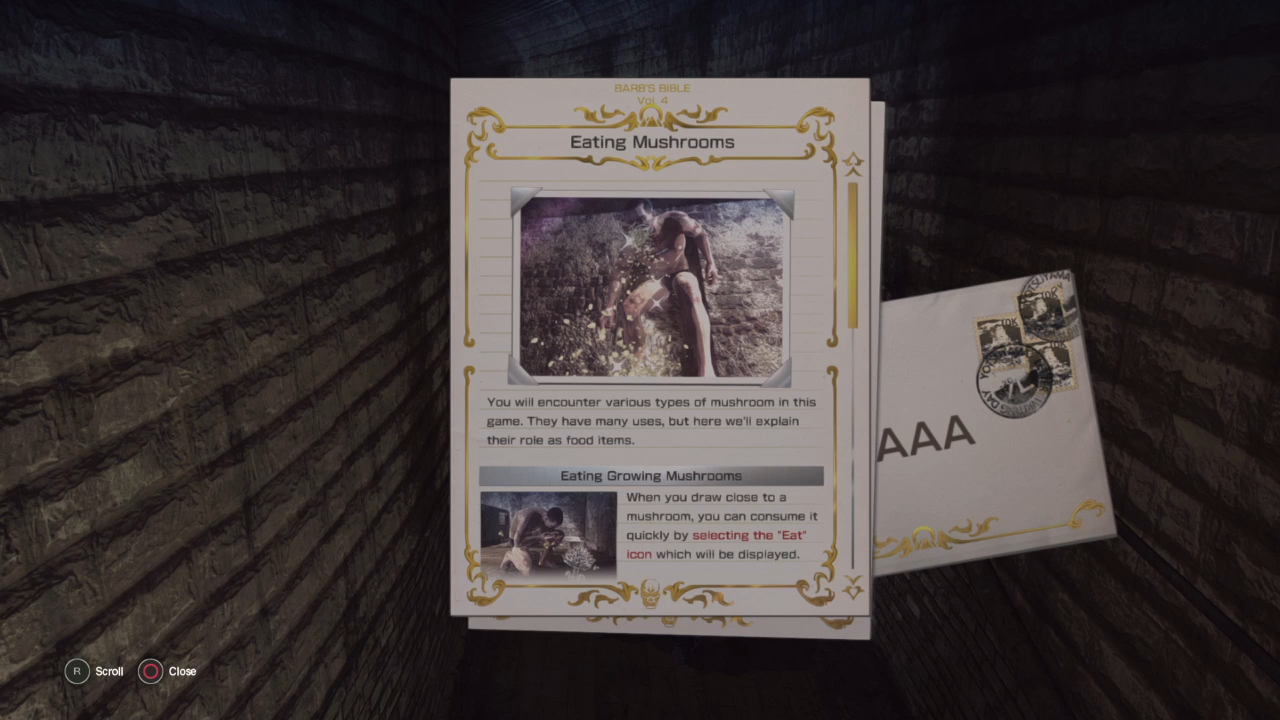 BARB'S BIBLE
Vol. 4
Eating Mushrooms
You will encounter various types of mushroom in this
game. They have many uses, but here we'll explain
their role as food items.
Eating Growing Mushrooms
When you draw close to a
mushroom, you can consume it
quickly by selecting the "Eat"
icon which will be displayed.
AAA
R Scroll Close